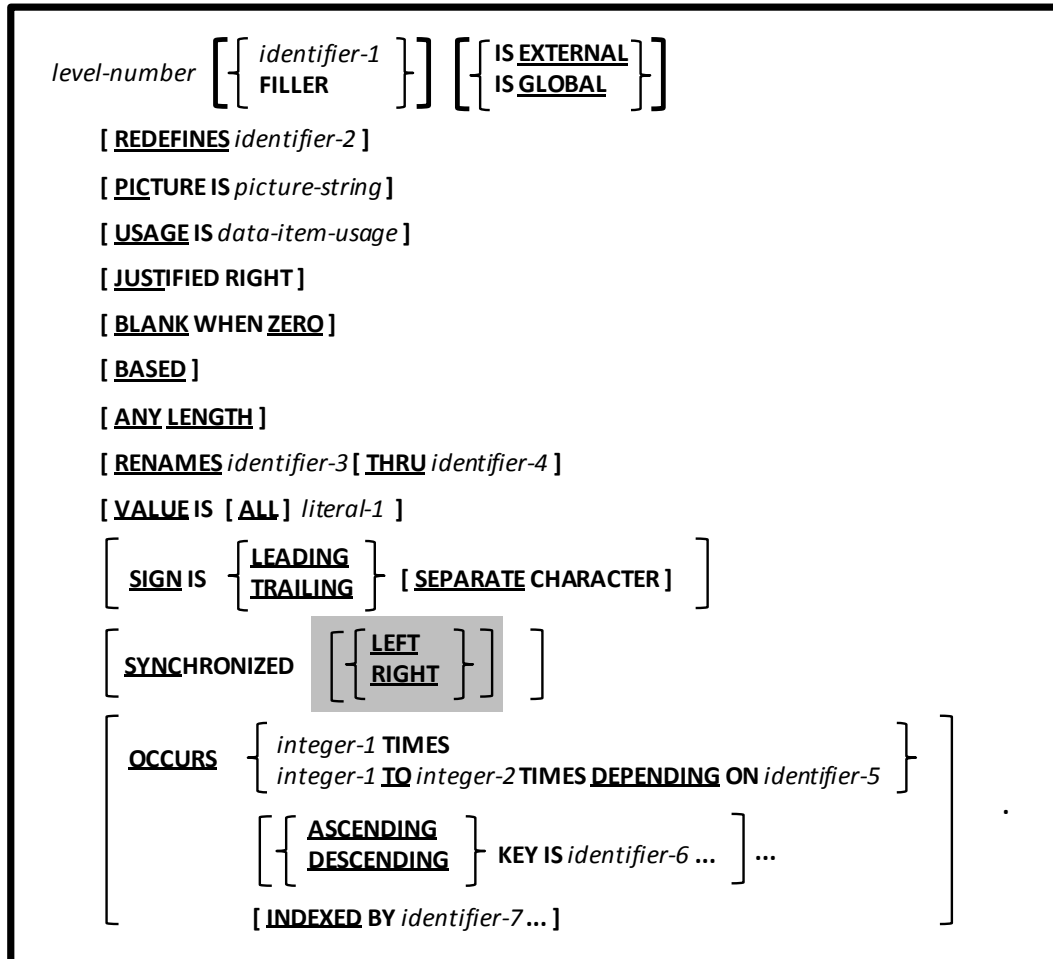 level-number [ { identifier-1 } ] [ { IS EXTERNAL } ]
FILLER IS GLOBAL
[ REDEFINES identifier-2 ]
[ PICTURE IS picture-string ]
[ USAGE IS data-item-usage ]
[ JUSTIFIED RIGHT ]
[ BLANK WHEN ZERO ]
[ BASED ]
[ ANY LENGTH ]
[ RENAMES identifier-3 [ THRU identifier-4 ]
[ VALUE IS [ ALL ] literal-1 ]
LEADING
SIGN IS [ SEPARATE CHARACTER ]
TRAILING
LEFT
SYNCHRONIZED
RIGHT
integer-1 TIMES
OCCURS
integer-1 TO integer-2 TIMES DEPENDING ON identifier-5
.
ASCENDING
DESCENDING KEY IS identifier-6 ... ...
[ INDEXED BY identifier-7 ... ]